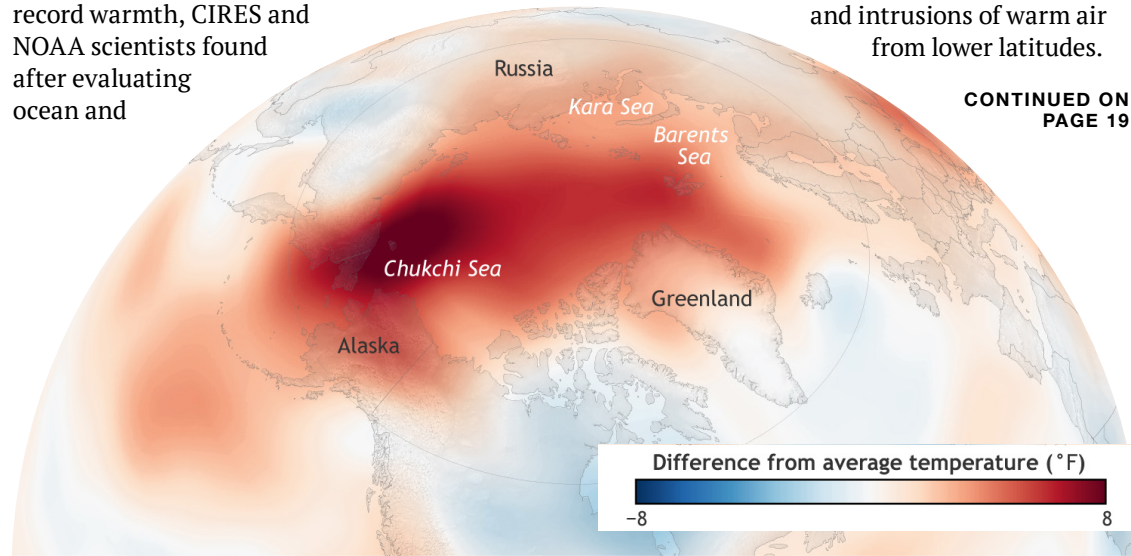 record warmth, CIRES and
NOAA scientists found
after evaluating
ocean and
and intrusions of warm air
from lower latitudes.
CONTINUED ON
PAGE 19
Russia
Kara Sea
Barents
Sea
Chukchi Sea
Greenland
Alaska
Difference from average temperature (°F)
−8
8